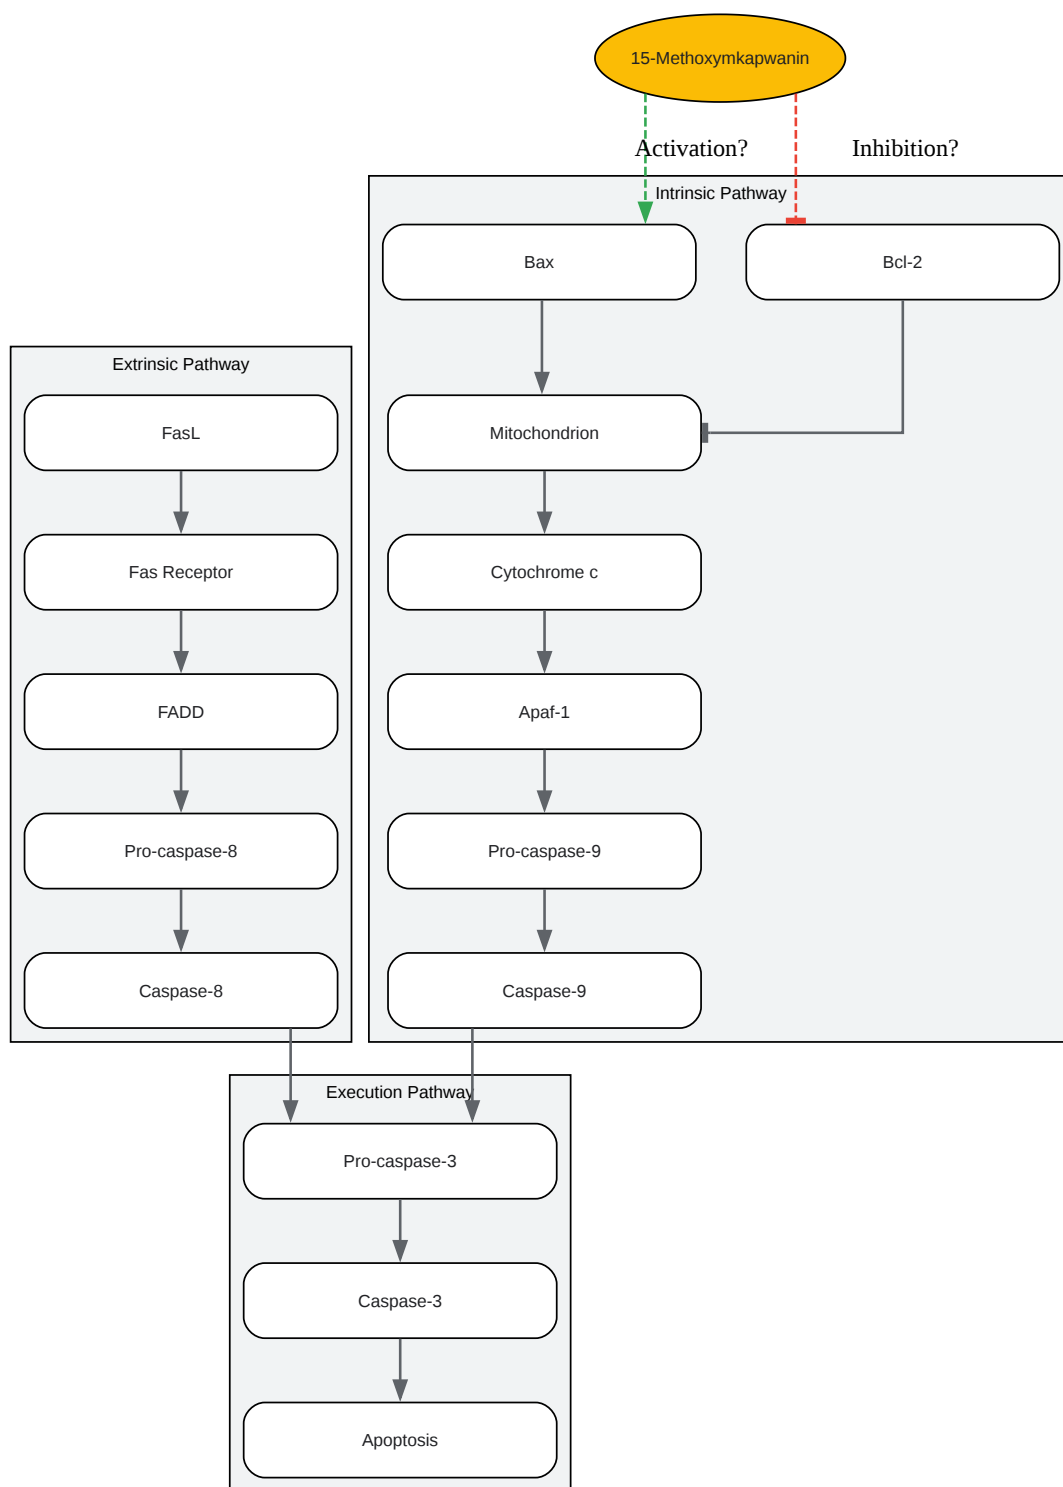 15-Methoxymkapwanin
Activation?
Inhibition?
Intrinsic Pathway
Bax
Bcl-2
Extrinsic Pathway
FasL
Mitochondrion
Fas Receptor
Cytochrome c
FADD
Apaf-1
Pro-caspase-8
Pro-caspase-9
Caspase-8
Caspase-9
Execution Pathway
Pro-caspase-3
Caspase-3
Apoptosis